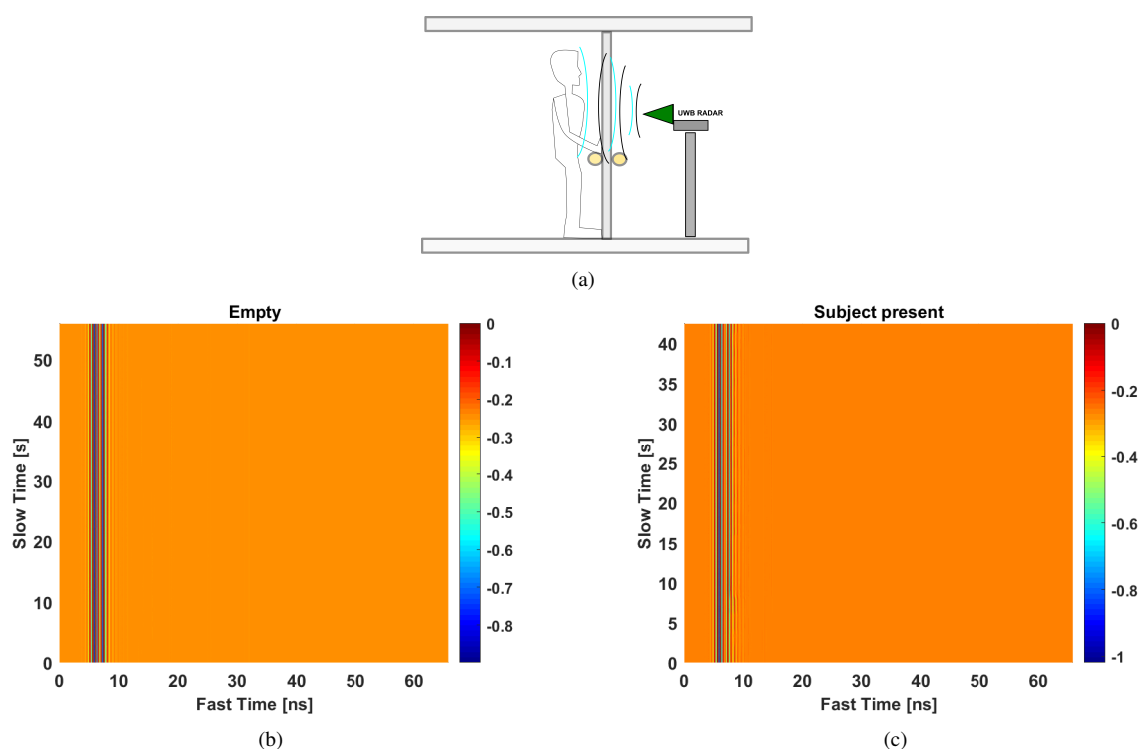 UWB RADAR
(a)
Empty
50
40
30
20
10
0
0 10 20 30 40 50 60
Slow Time [s]
Fast Time [ns]
0
-0.1
-0.2
-0.3
-0.4
-0.5
-0.6
-0.7
-0.8
(b)
Subject present
40
35
30
25
20
15
10
5
0
0 10 20 30 40 50 60
Slow Time [s]
Fast Time [ns]
0
-0.2
-0.4
-0.6
-0.8
-1
(c)